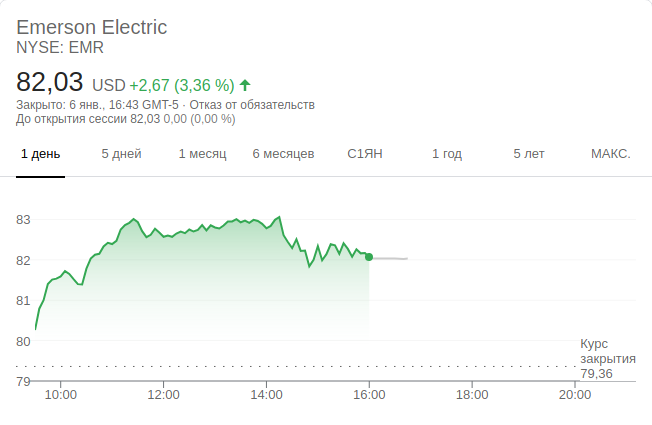 Emerson Electric
NYSE: EMR
82,03 USD +2,67 (3,36 %)
Закрыто: 6 янв., 16:43 GMT-5 · Отказ от обязательств
До открытия сессии 82,03 0,00 (0,00 %)
1 день 5 дней 1 месяц 6 месяцев С1ЯН 1 год 5 лет МАКС.
83
82
81
80
Курс
закрытия
79,36
79
10:00 12:00 14:00 16:00 18:00 20:00